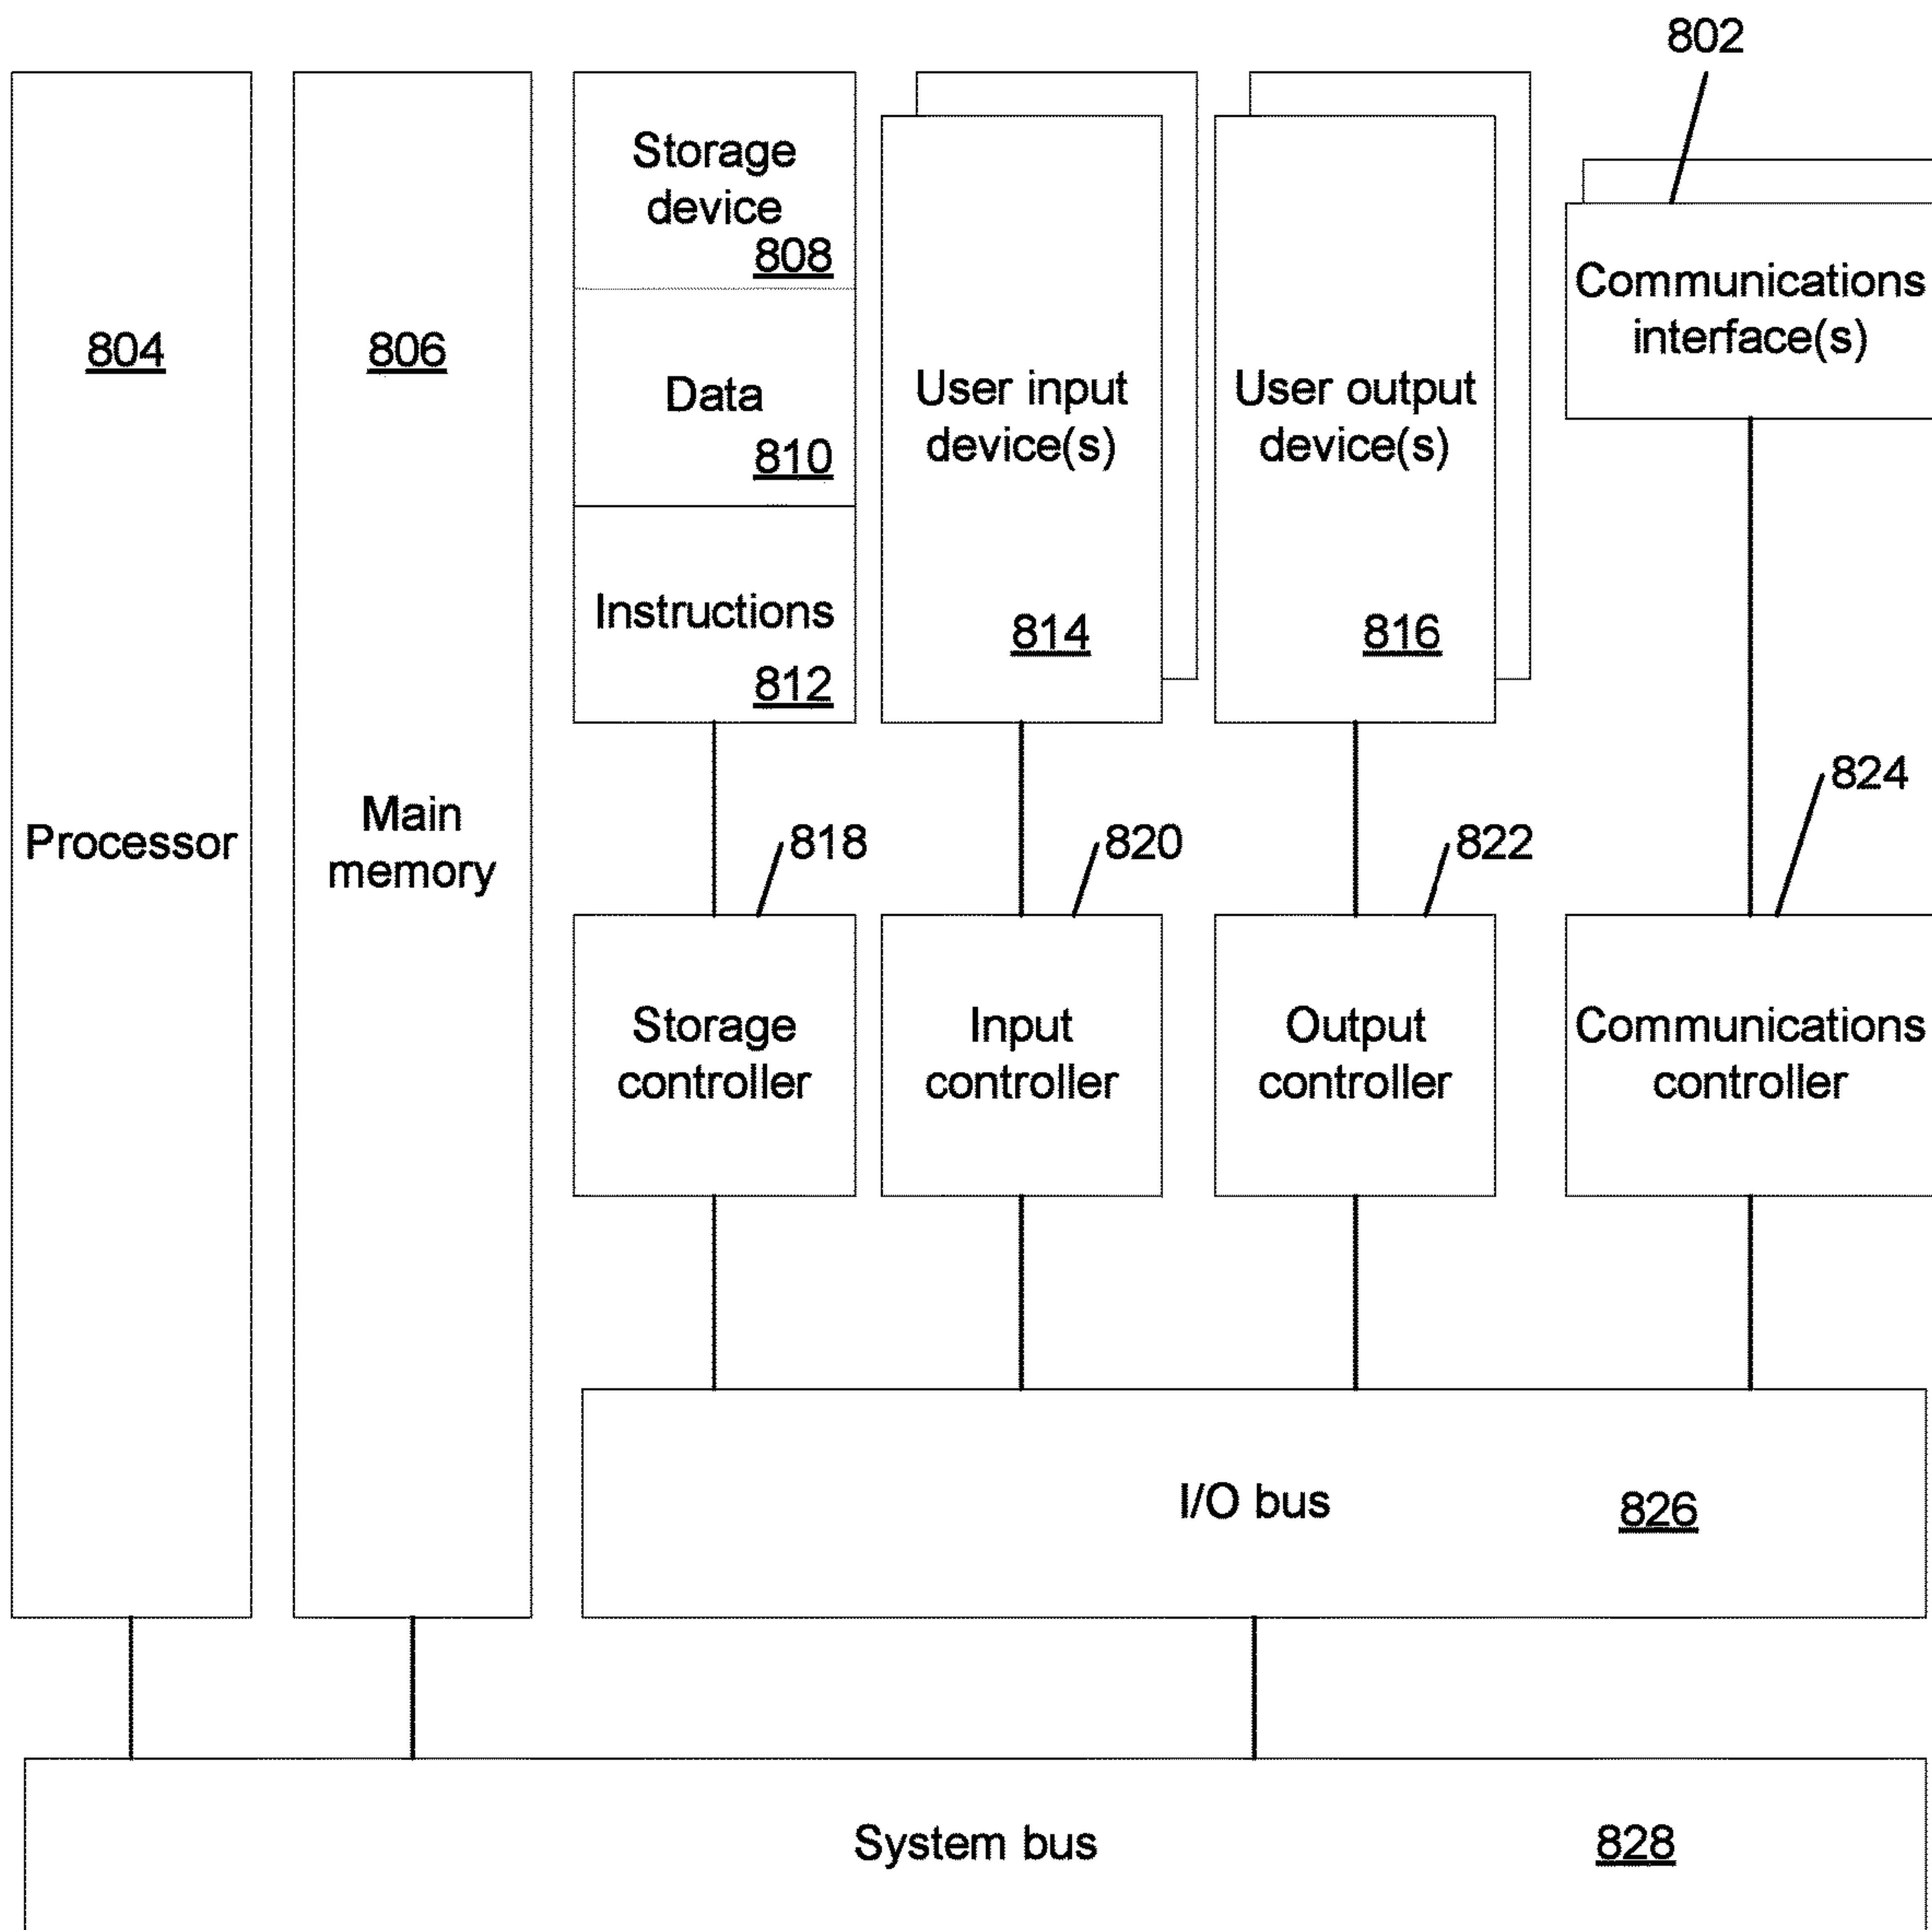 802
Storage
device
808
Communications
interface(s)
804
806
Data
810
User input
device(s)
User output
device(s)
Instructions
812
814
816
824
Processor
Main
memory
818
820
822
Storage
controller
Input
controller
Output
controller
Communications
controller
I/O bus
826
System bus
828